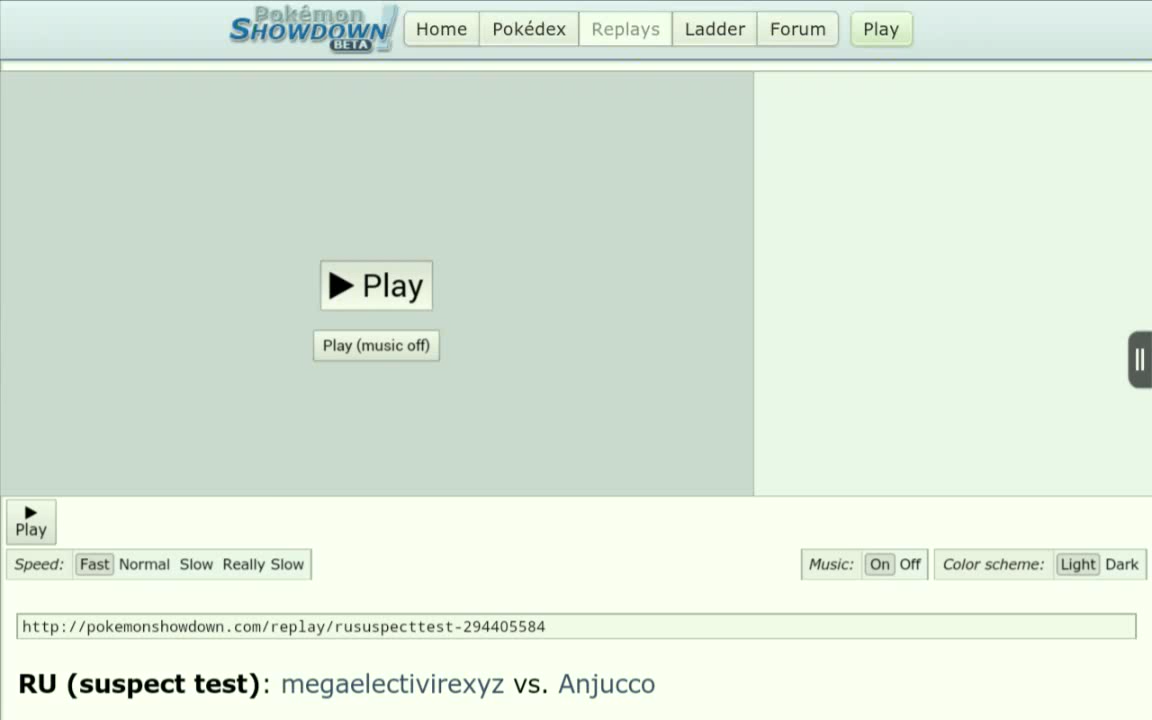 Pokémon
SHOWDOWN!
BETA
Home Pokédex Replays Ladder Forum Play
▶ Play
Play (music off)
▶
Play
Speed: Fast Normal Slow Really Slow Music: On Off Color scheme: Light Dark
http://pokemonshowdown.com/replay/rususpecttest-294405584
RU (suspect test): megaelectivirexyz vs. Anjucco